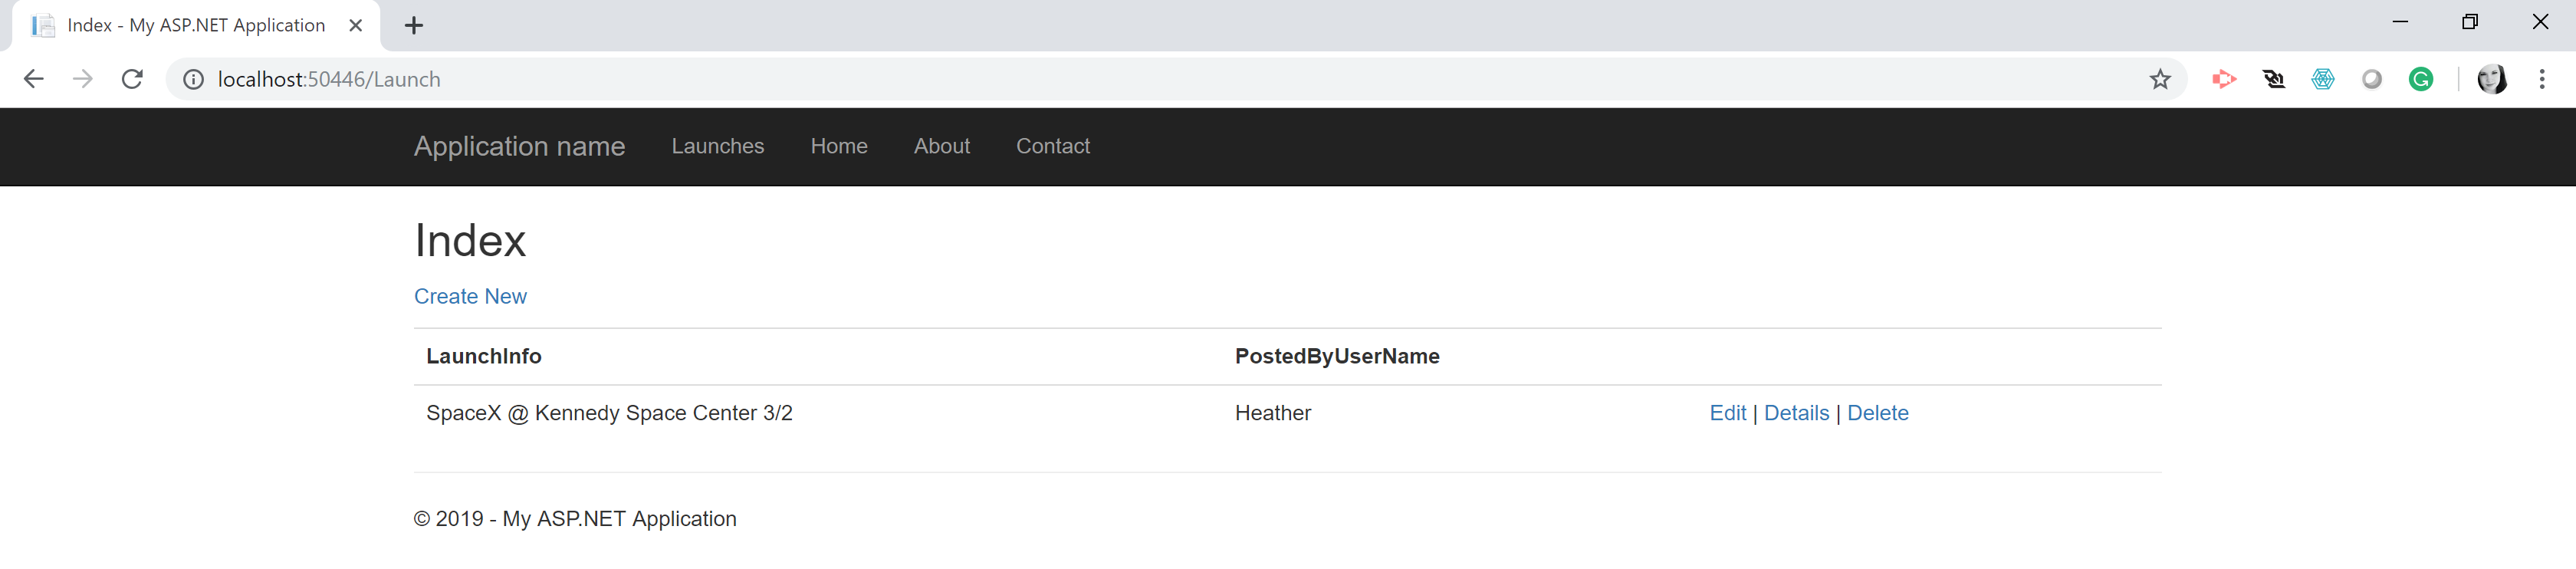 Index - My ASP.NET Application
localhost:50446/Launch
Application name Launches Home About Contact
Index
Create New
LaunchInfo PostedByUserName
SpaceX @ Kennedy Space Center 3/2 Heather Edit | Details | Delete
© 2019 - My ASP.NET Application